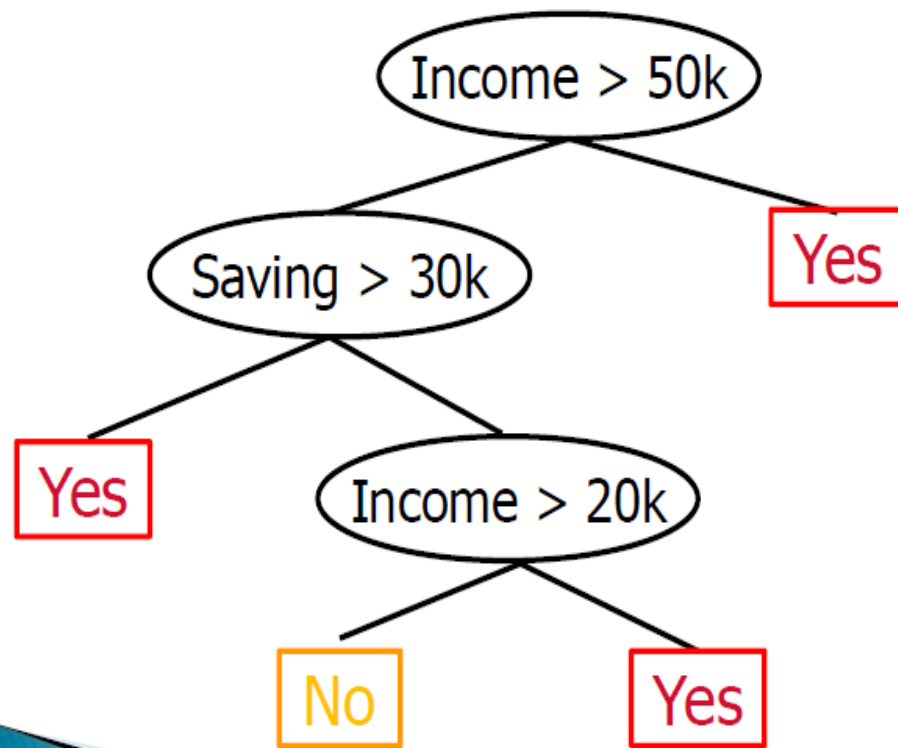 Income > 50k
Saving > 30k
Yes
Yes
Income > 20k
No
Yes